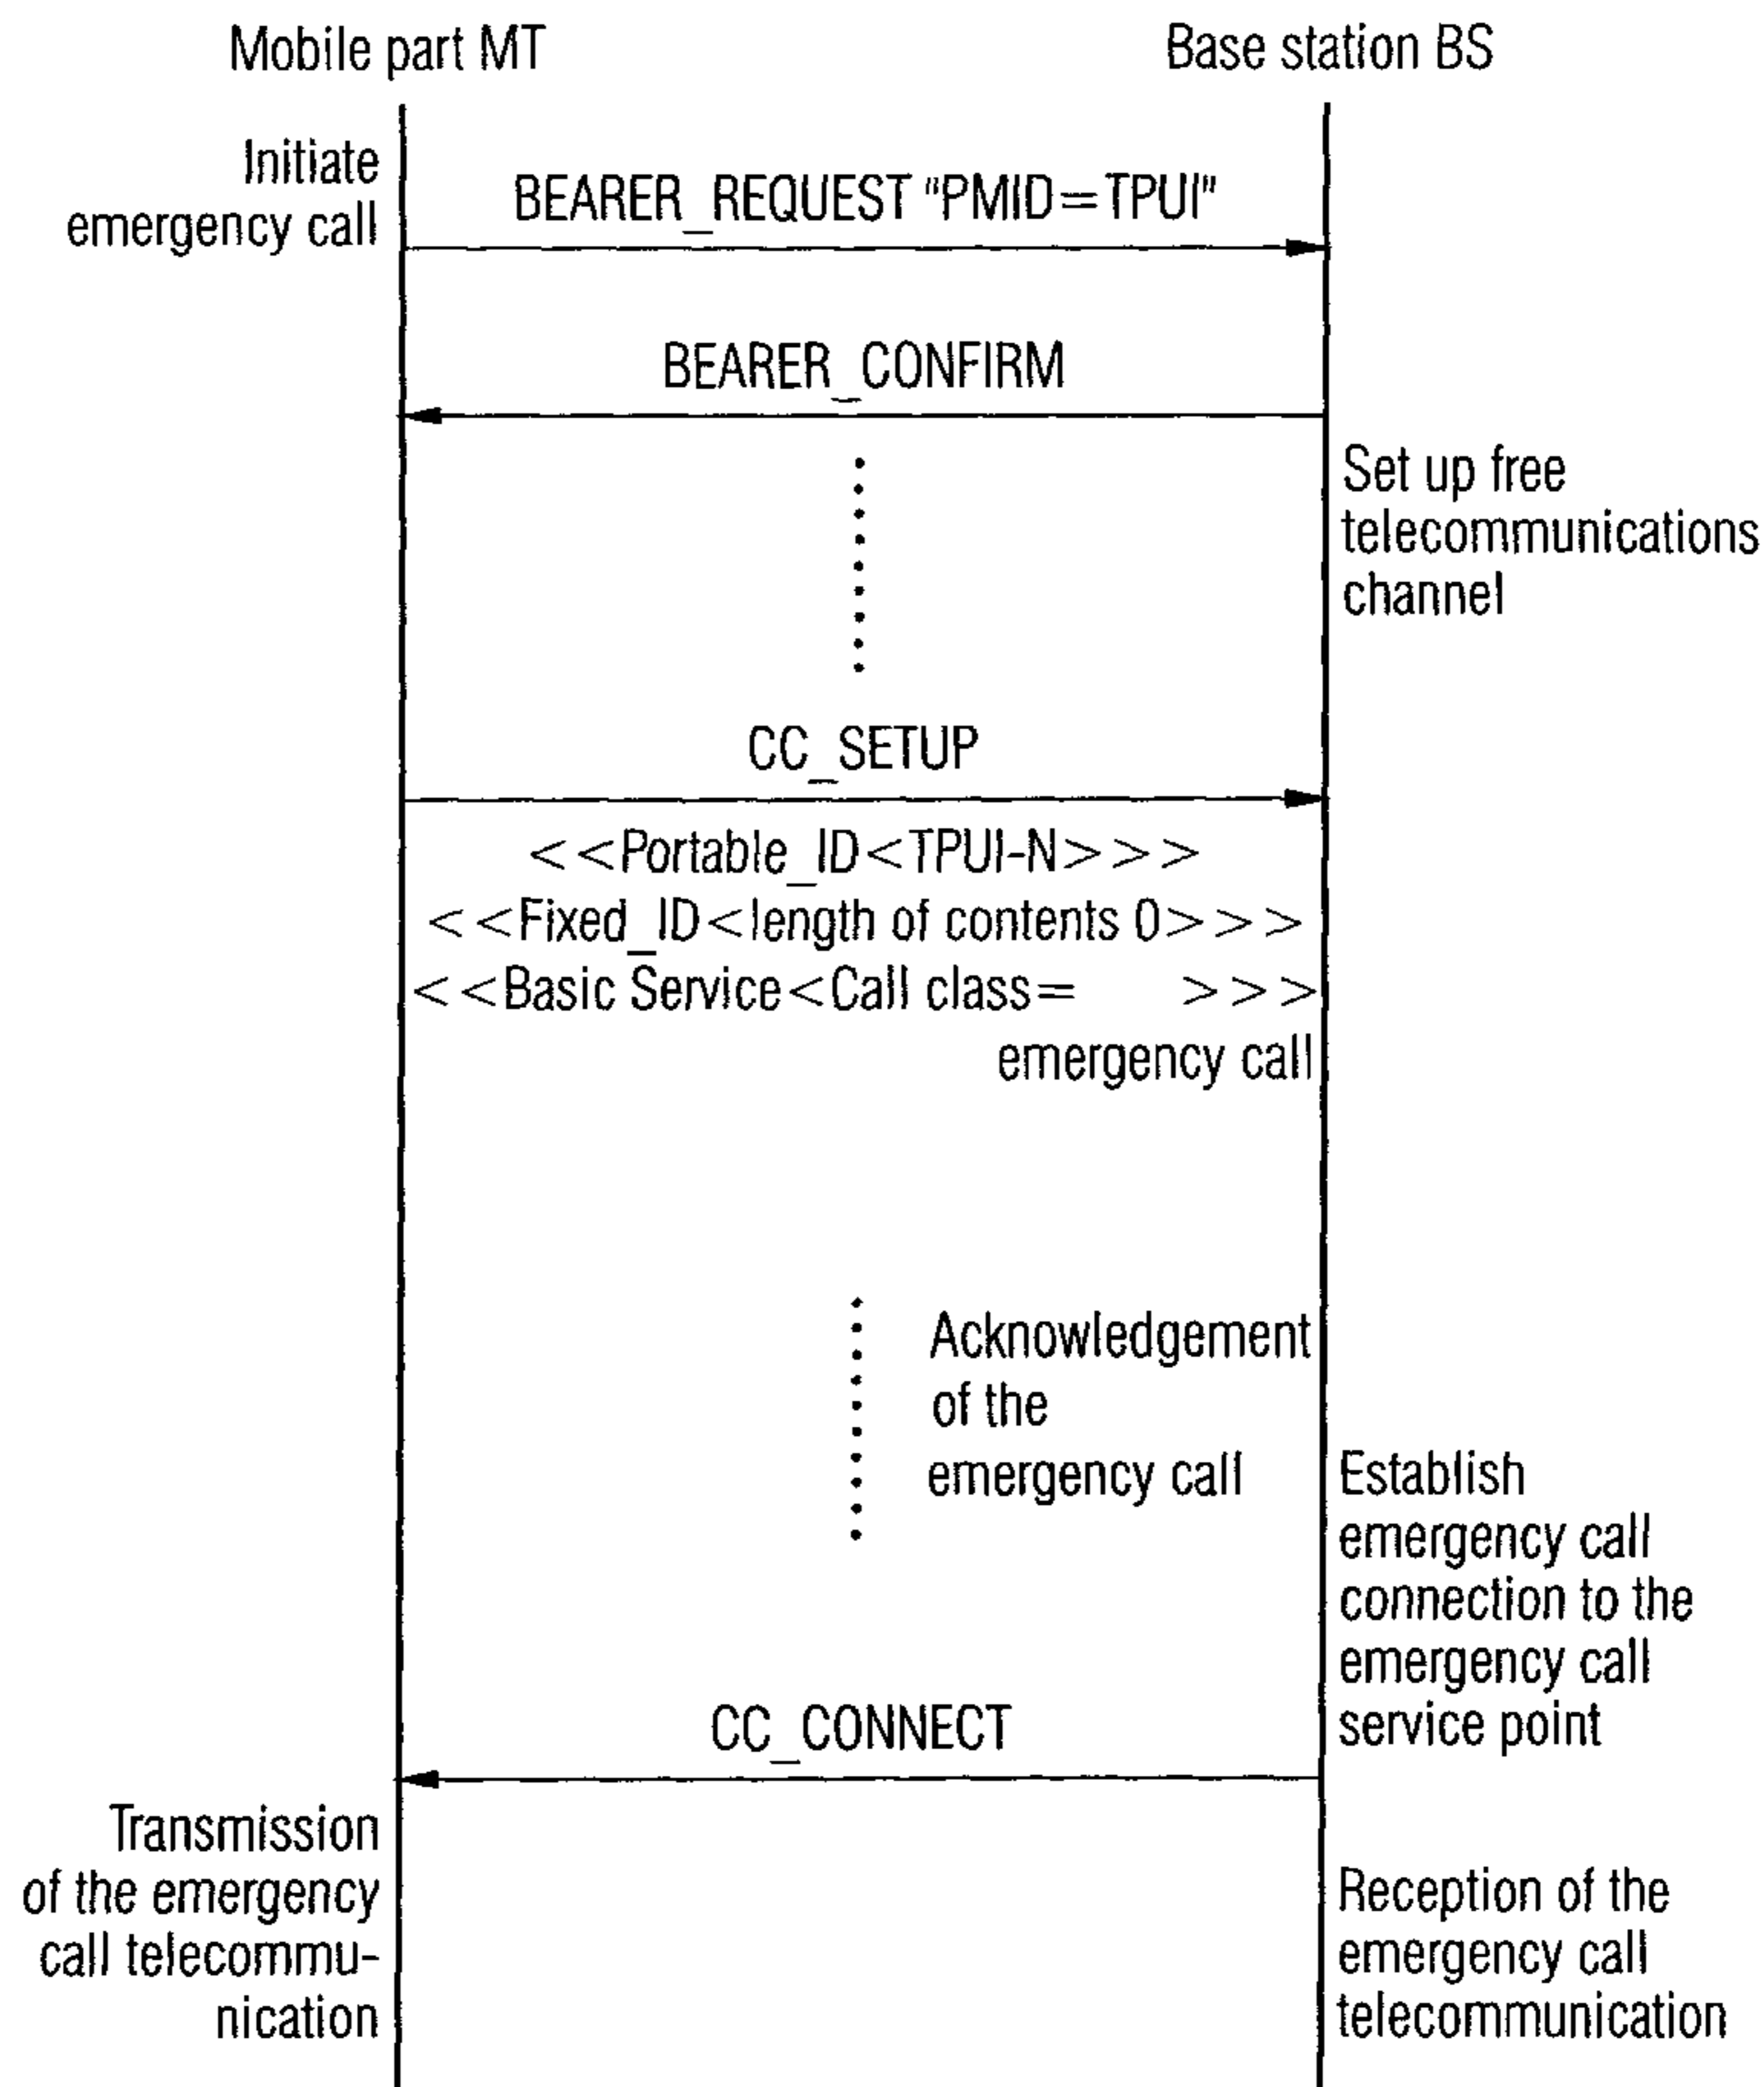 Mobile part MT
Base station BS
Initiate
emergency call
BEARER_REQUEST "PMID=TPUI"
BEARER_CONFIRM
Set up free
telecommunications
channel
CC_SETUP
<<Portable_ID<TPUI-N>>>
<<Fixed_ID<length of contents 0>>>
<<Basic Service<Call class= >>>
emergency call
Acknowledgement
of the
emergency call
Establish
emergency call
connection to the
emergency call
service point
CC_CONNECT
Transmission
of the emergency
call telecommu-
nication
Reception of the
emergency call
telecommunication